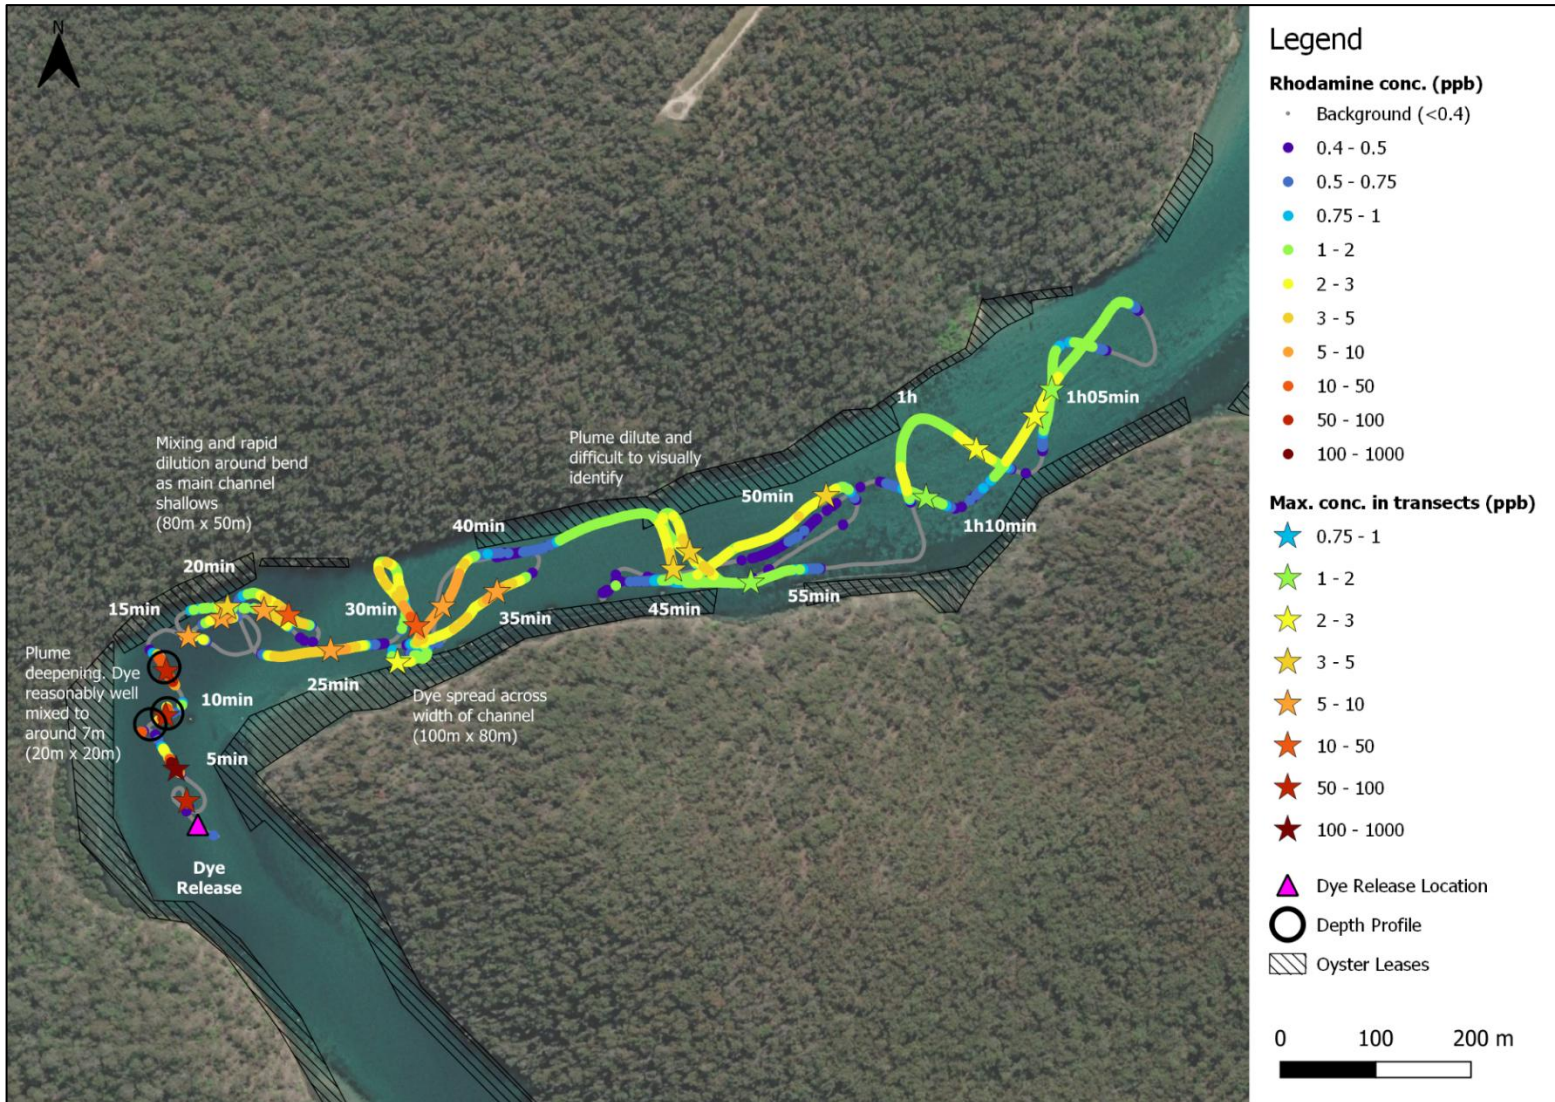 N
Mixing and rapid
dilution around bend
as main channel
shallows
(80m x 50m)
Plume dilute and
difficult to visually
identify
1h
1h05min
50min
1h10min
40min
20min
15min
30min
35min
45min
55min
Plume
deepening. Dye
reasonably well
mixed to
around 7m
(20m x 20m)
10min
25min
Dye spread across
width of channel
(100m x 80m)
5min
Dye
Release
Legend
Rhodamine conc. (ppb)
Background (<0.4)
0.4 - 0.5
0.5 - 0.75
0.75 - 1
1 - 2
2 - 3
3 - 5
5 - 10
10 - 50
50 - 100
100 - 1000
Max. conc. in transects (ppb)
0.75 - 1
1 - 2
2 - 3
3 - 5
5 - 10
10 - 50
50 - 100
100 - 1000
Dye Release Location
Depth Profile
Oyster Leases
0 100 200 m